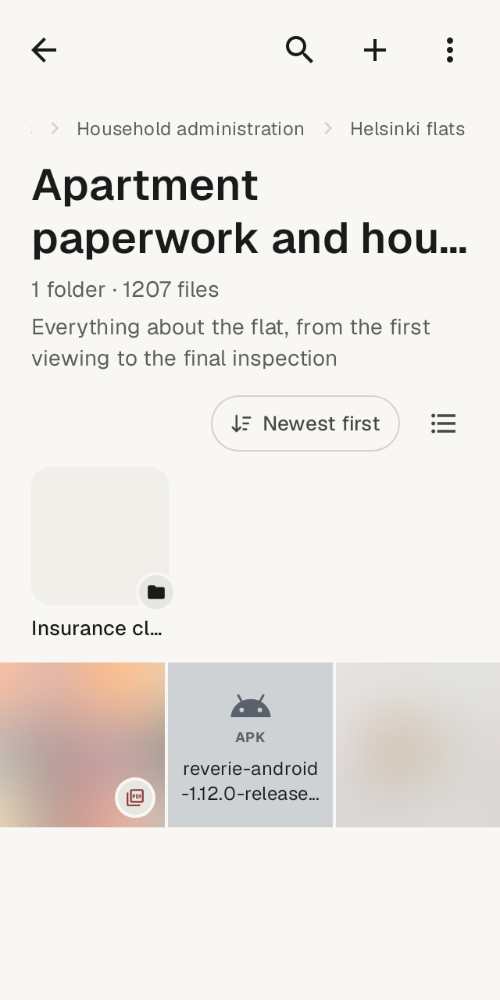 Household administration
Helsinki flats
Apartment
paperwork and hou...
1 folder · 1207 files
Everything about the flat, from the first
viewing to the final inspection
Newest first
Insurance cl...
PDF
APK
reverie-android
-1.12.0-release...